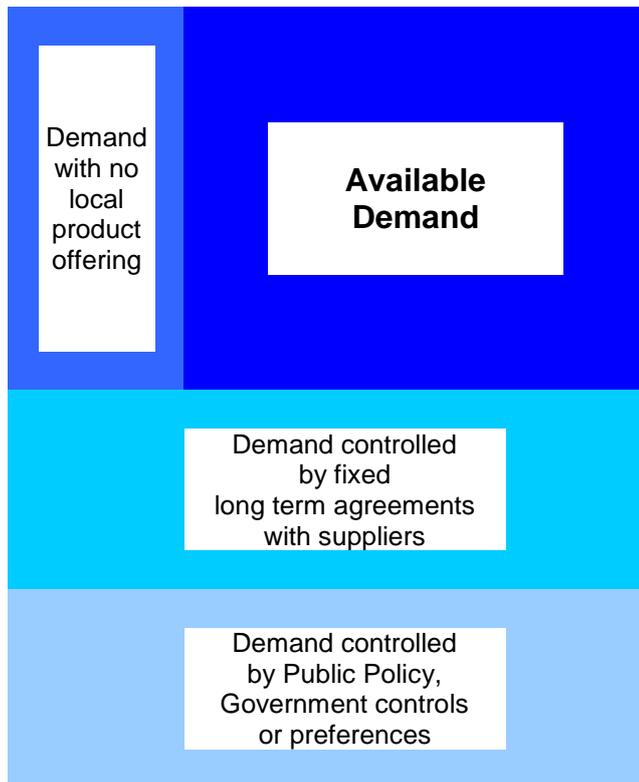 Demand
with no
local
product
offering
Available
Demand
Demand controlled
by fixed
long term agreements
with suppliers
Demand controlled
by Public Policy,
Government controls
or preferences